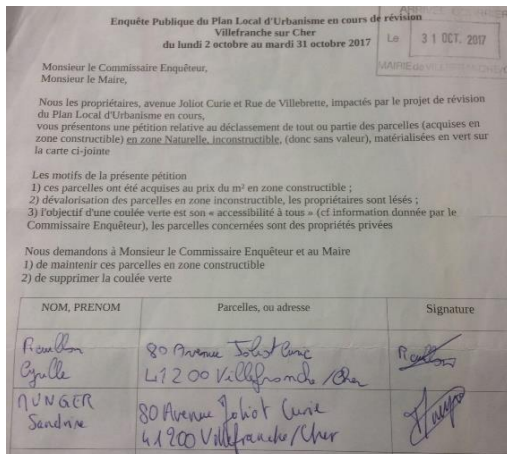 Enquête Publique du Plan Local d'Urbanisme en cours de révision
Villefranche sur Cher
du lundi 2 octobre au mardi 31 octobre 2017
Le 31 OCT. 2017
MAIRIE de VILLEFRANCHE/CHER
Monsieur le Commissaire Enquêteur,
Monsieur le Maire,
Nous les propriétaires, avenue Joliot Curie et Rue de Villebrette, impactés par le projet de révision
du Plan Local d'Urbanisme en cours,
vous présentons une pétition relative au déclassement de tout ou partie des parcelles (acquises en
zone constructible) en zone Naturelle, inconstructible, (donc sans valeur), matérialisées en vert sur
la carte ci-jointe
Les motifs de la présente pétition
1) ces parcelles ont été acquises au prix du m² en zone constructible ;
2) dévalorisation des parcelles en zone inconstructible, les propriétaires sont lésés ;
3) l'objectif d'une coulée verte est son « accessibilité à tous » (cf information donnée par le
Commissaire Enquêteur), les parcelles concernées sont des propriétés privées
Nous demandons à Monsieur le Commissaire Enquêteur et au Maire
1) de maintenir ces parcelles en zone constructible
2) de supprimer la coulée verte
NOM, PRENOM Parcelles, ou adresse Signature
Rouillon 80 Avenue Joliot Curie
Cyrille 41200 Villefranche/Cher
MUNGER 80 Avenue Joliot Curie
Sandrine 41200 Villefranche/Cher